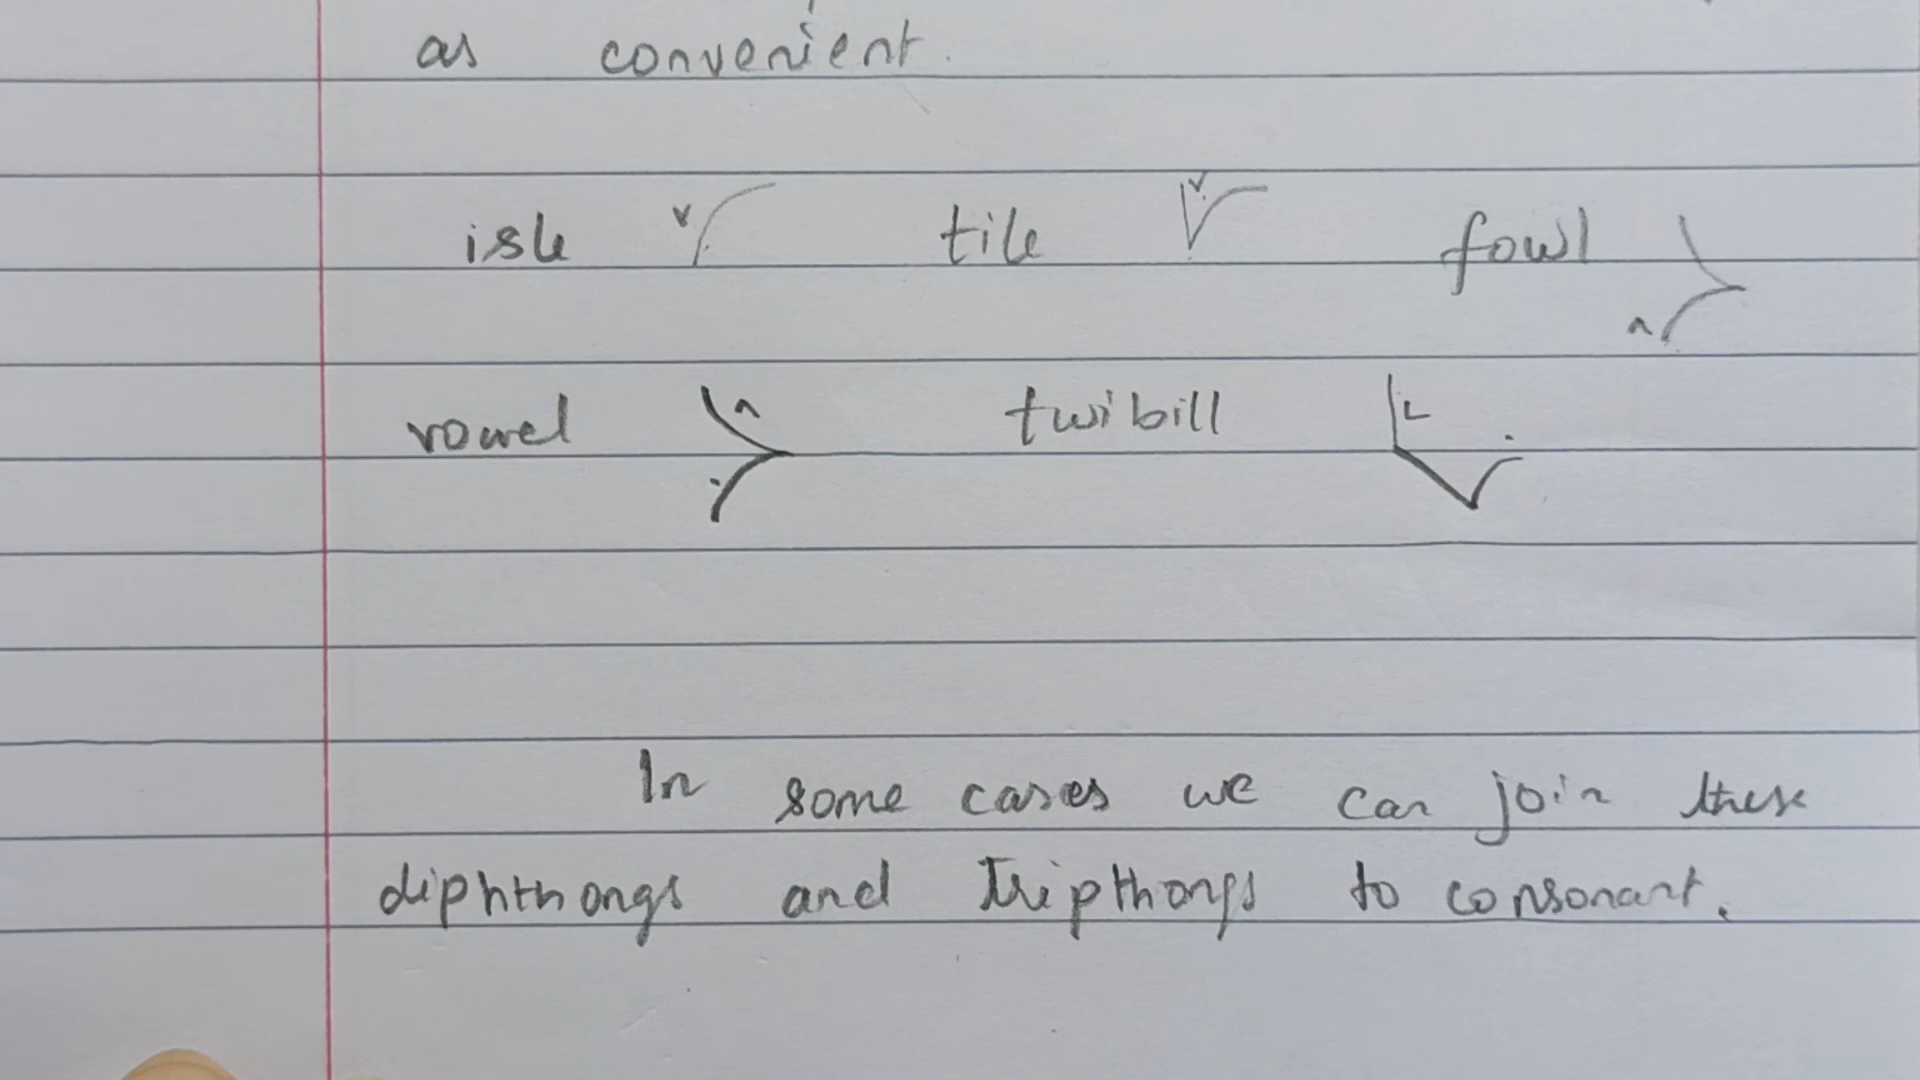 as convenient.
isle tile fowl
vowel twibill
In some cases we can join these
diphthongs and Tripthongs to consonant.